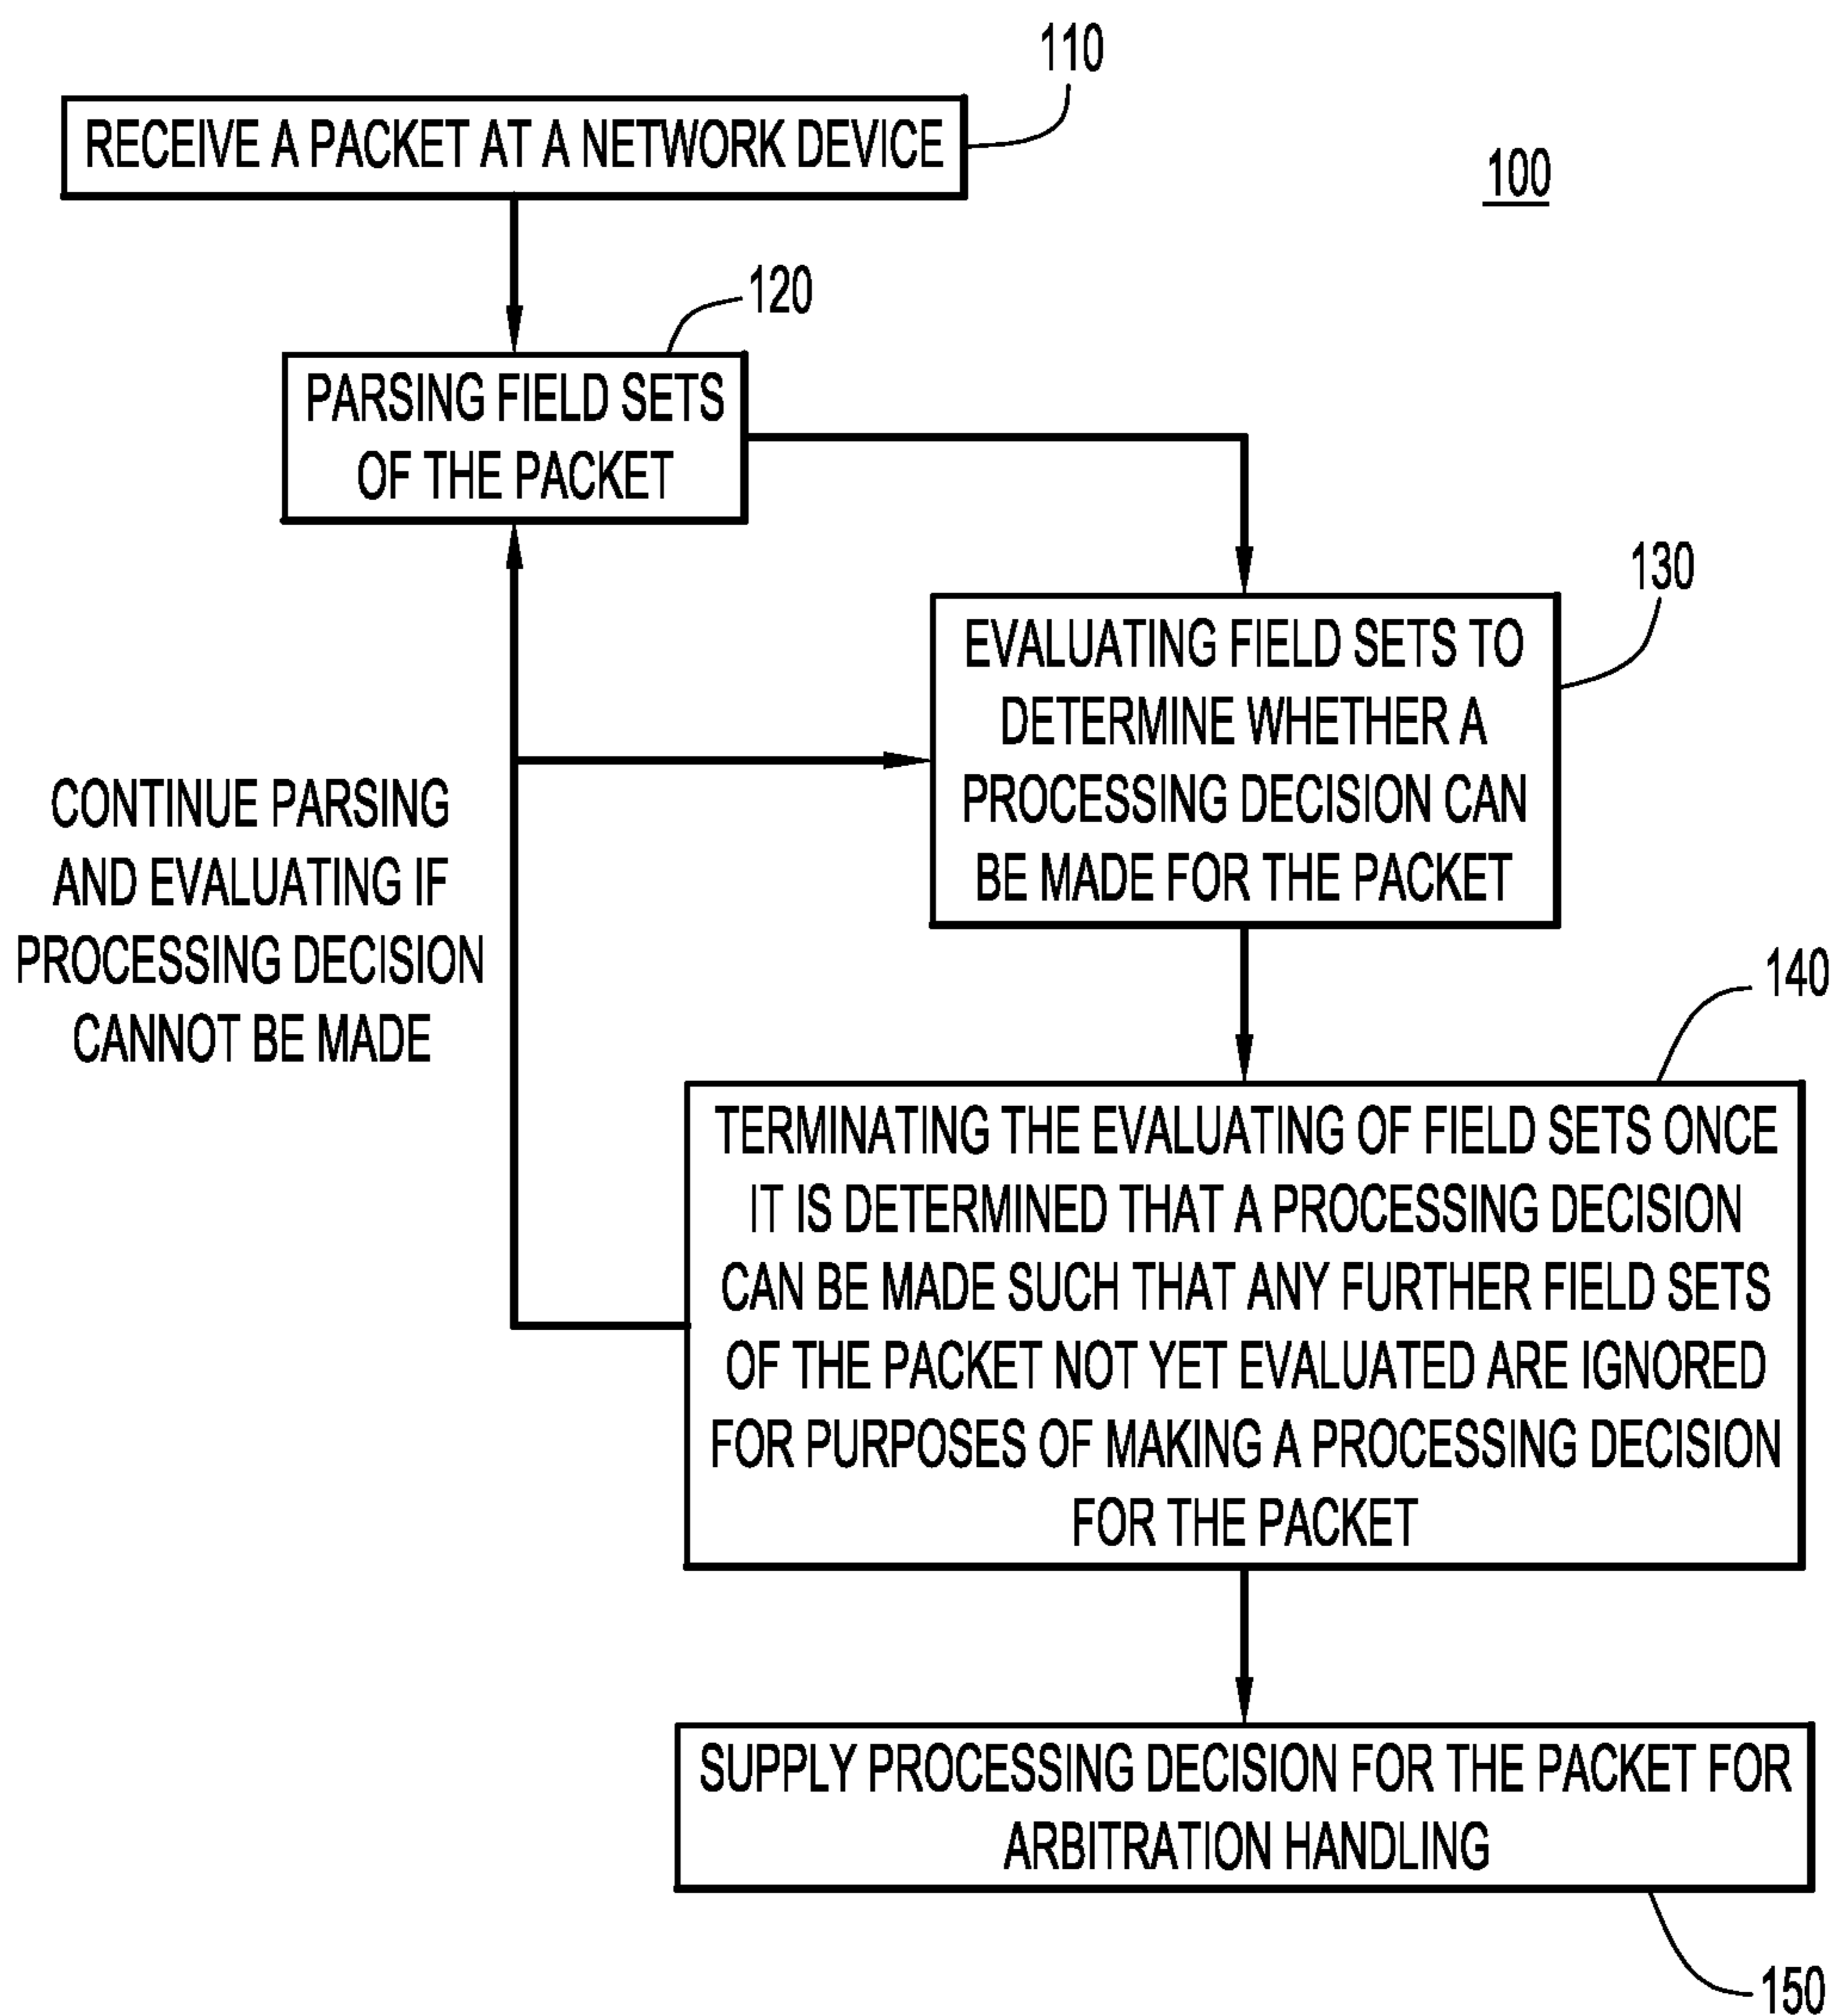 110
RECEIVE A PACKET AT A NETWORK DEVICE
100
120
PARSING FIELD SETS
OF THE PACKET
130
EVALUATING FIELD SETS TO
DETERMINE WHETHER A
PROCESSING DECISION CAN
BE MADE FOR THE PACKET
CONTINUE PARSING
AND EVALUATING IF
PROCESSING DECISION
CANNOT BE MADE
140
TERMINATING THE EVALUATING OF FIELD SETS ONCE
IT IS DETERMINED THAT A PROCESSING DECISION
CAN BE MADE SUCH THAT ANY FURTHER FIELD SETS
OF THE PACKET NOT YET EVALUATED ARE IGNORED
FOR PURPOSES OF MAKING A PROCESSING DECISION
FOR THE PACKET
SUPPLY PROCESSING DECISION FOR THE PACKET FOR
ARBITRATION HANDLING
150